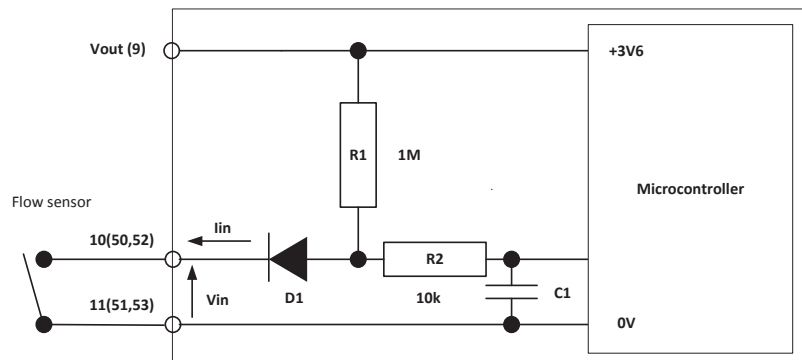 Vout (9)
+3V6
R1
1M
Microcontroller
Flow sensor
10(50,52)
Iin
R2
Vin
D1
10k
C1
11(51,53)
0V